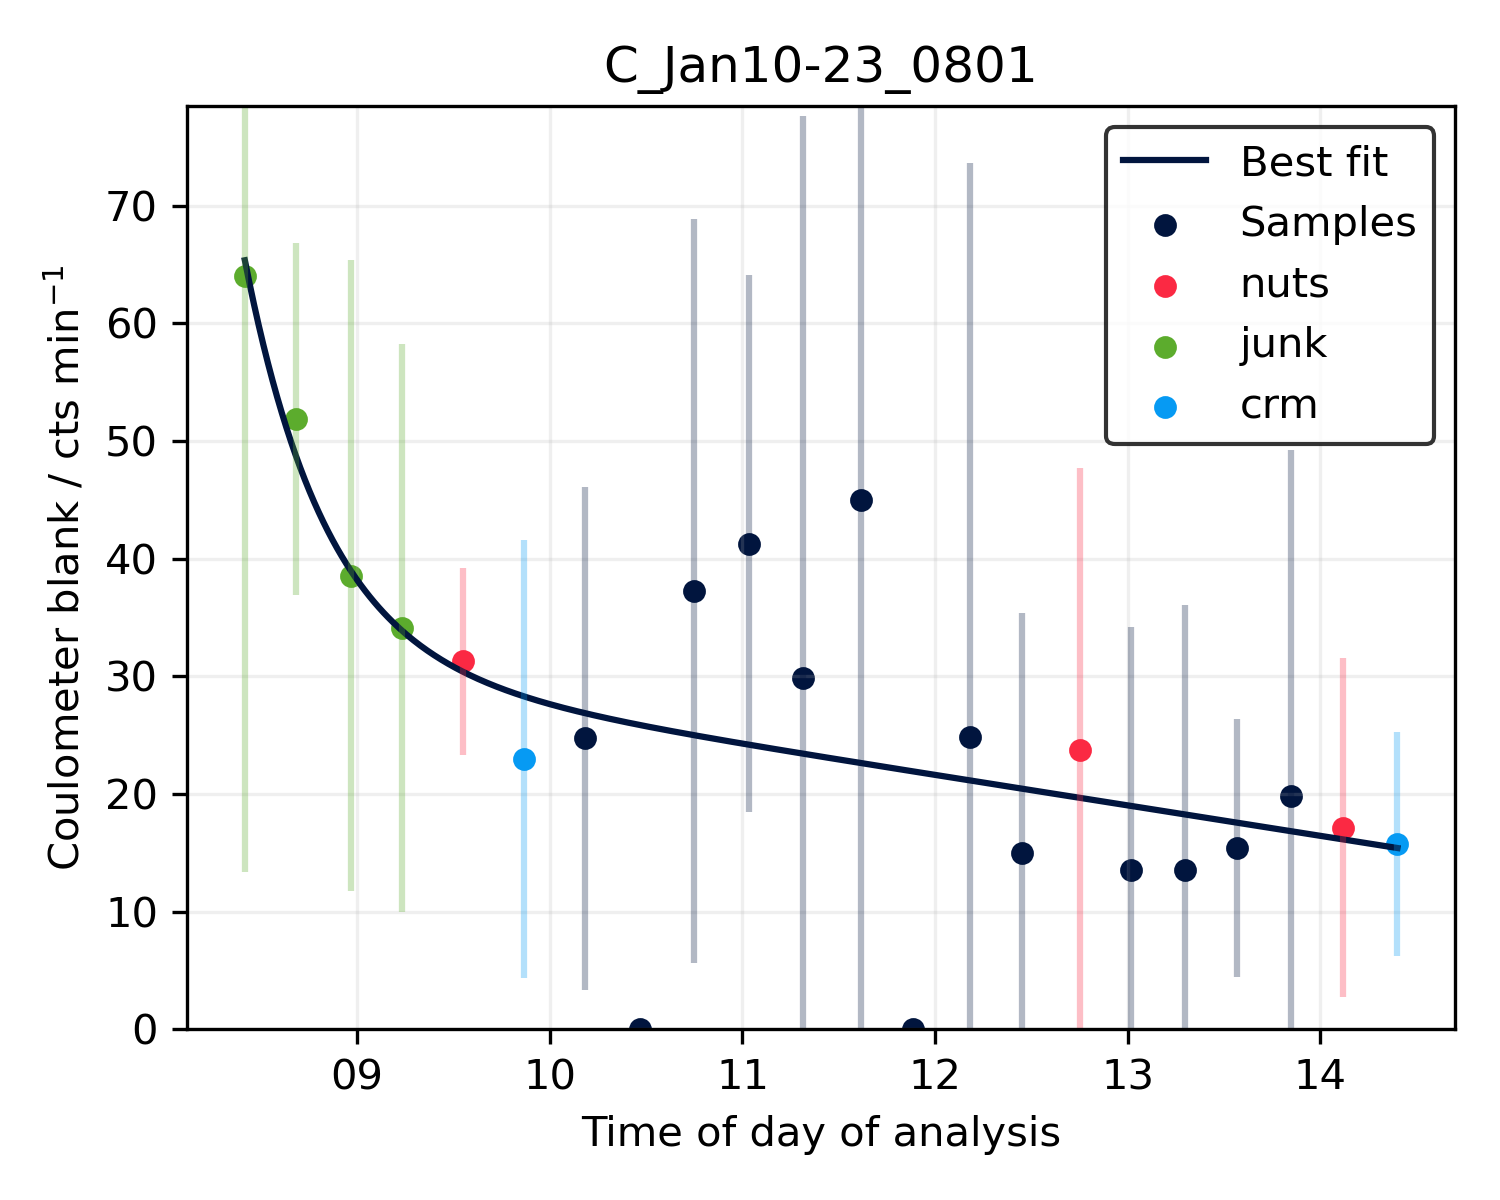 C_Jan10-23_0801
Coulometer blank / cts min⁻¹
70
60
50
40
30
20
10
0
Best fit
Samples
nuts
junk
crm
09 10 11 12 13 14
Time of day of analysis